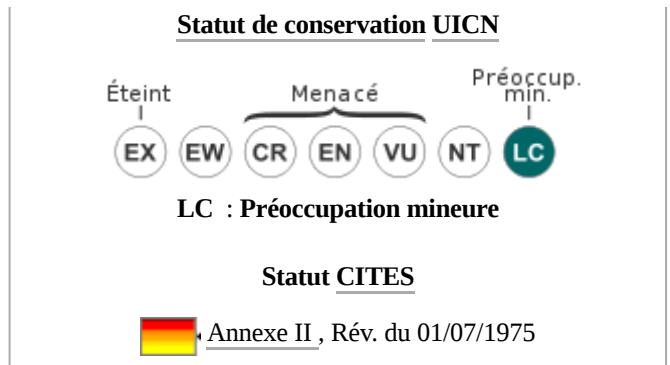 Statut de conservation UICN
Préoccup.
Éteint Menacé min.
EX EW CR EN VU NT LC
LC : Préoccupation mineure
Statut CITES
Annexe II , Rév. du 01/07/1975